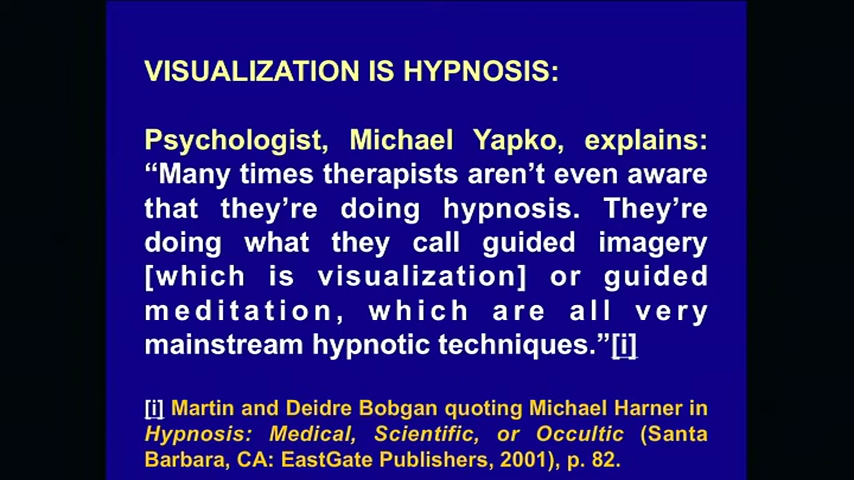 VISUALIZATION IS HYPNOSIS:
Psychologist, Michael Yapko, explains:
“Many times therapists aren’t even aware
that they’re doing hypnosis. They’re
doing what they call guided imagery
[which is visualization] or guided
meditation, which are all very
mainstream hypnotic techniques.”[i]
[i] Martin and Deidre Bobgan quoting Michael Harner in
Hypnosis: Medical, Scientific, or Occultic (Santa
Barbara, CA: EastGate Publishers, 2001), p. 82.